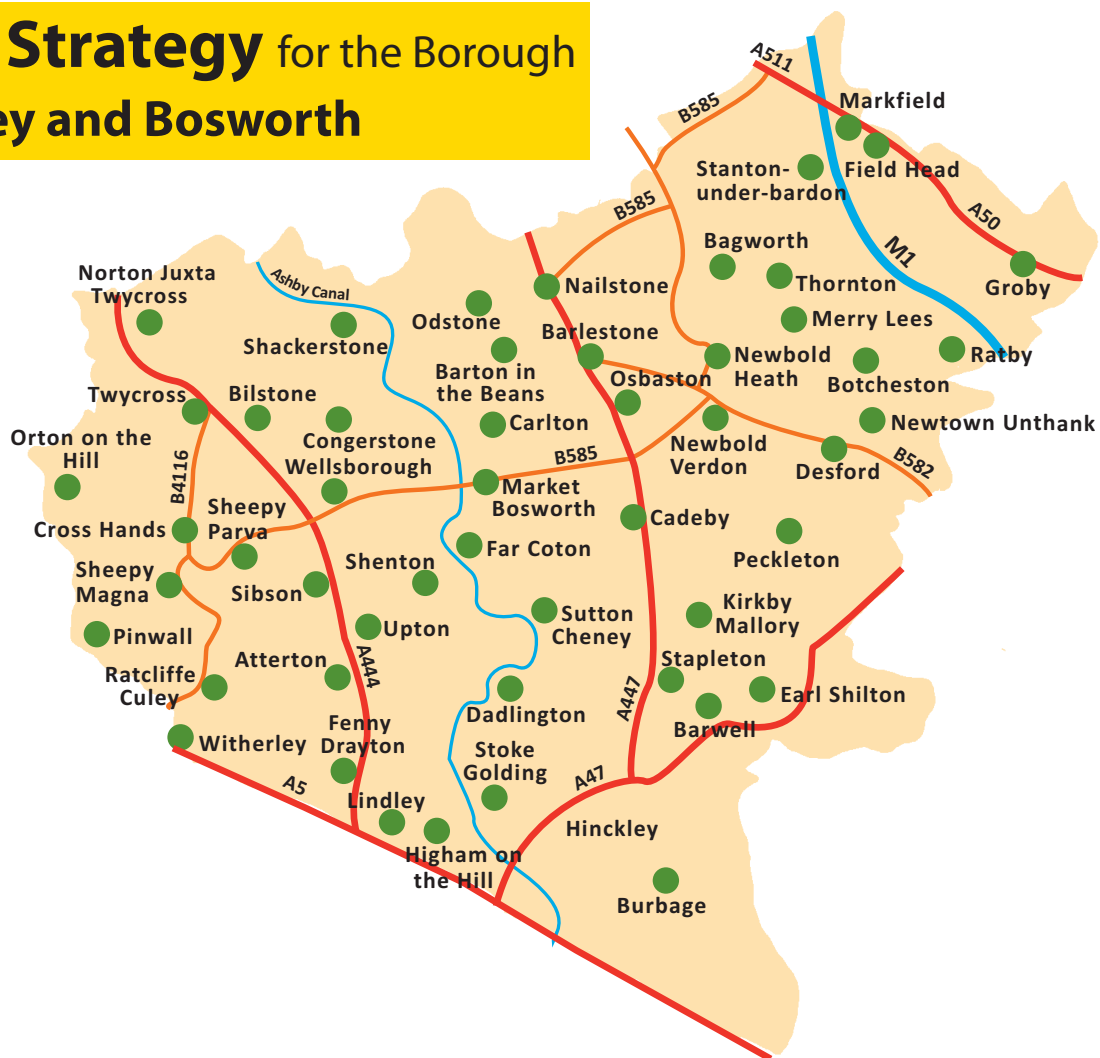 Strategy for the Borough
ey and Bosworth
A511
Markfield
B585
Stanton-
under-bardon
Field Head
B585
A50
Bagworth
M1
Norton Juxta
Twycross
Ashby Canal
Nailstone
Thornton
Groby
Odstone
Barlestone
Merry Lees
Shackerstone
Barton in
the Beans
Newbold
Heath
Ratby
Botcheston
Osbaston
Twycross
Bilstone
Carlton
Newtown Unthank
Orton on the
Hill
Congerstone
Newbold
Verdon
B585
Wellsborough
Desford
B582
B4116
Market
Bosworth
Sheepy
Parva
Cadeby
Cross Hands
Far Coton
Peckleton
Shenton
Sheepy
Magna
Sibson
Kirkby
Mallory
Sutton
Cheney
Pinwall
Upton
Atterton
A444
Stapleton
Ratcliffe
Culey
Earl Shilton
A447
Dadlington
Barwell
Fenny
Drayton
Witherley
Stoke
Golding
A5
A47
Lindley
Hinckley
Higham on
the Hill
Burbage